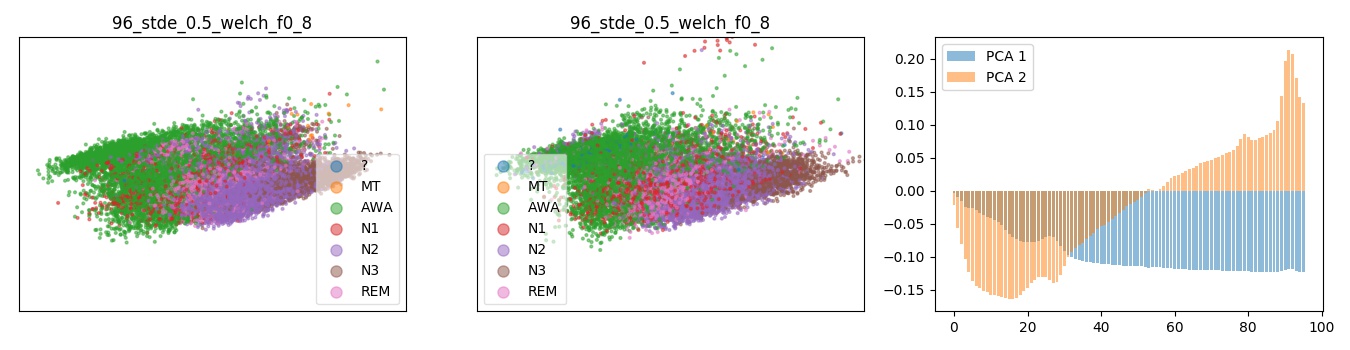 96_stde_0.5_welch_f0_8
?
MT
AWA
N1
N2
N3
REM
96_stde_0.5_welch_f0_8
?
MT
AWA
N1
N2
N3
REM
PCA 1
PCA 2
0.20
0.15
0.10
0.05
0.00
−0.05
−0.10
−0.15
0 20 40 60 80 100